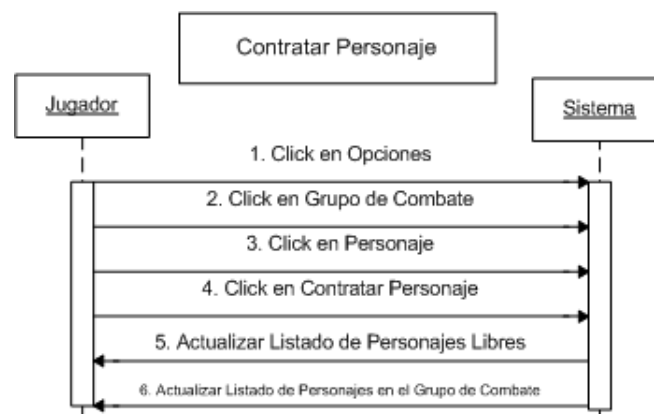 Contratar Personaje
Jugador
Sistema
1. Click en Opciones
2. Click en Grupo de Combate
3. Click en Personaje
4. Click en Contratar Personaje
5. Actualizar Listado de Personajes Libres
6. Actualizar Listado de Personajes en el Grupo de Combate